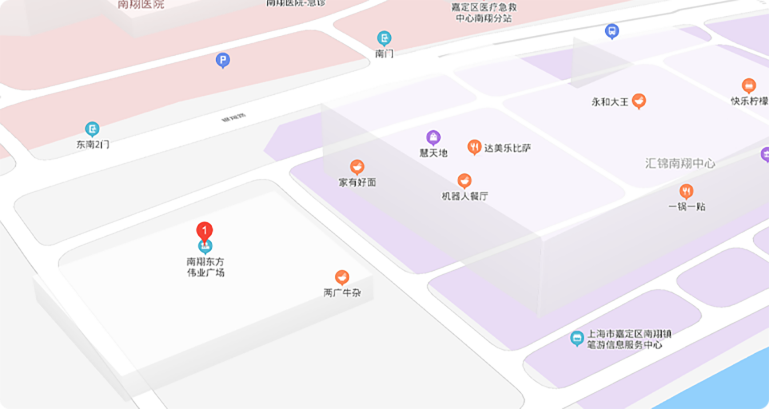 南翔医院
南翔医院-急诊
嘉定区医疗急救
中心南翔分站
南门
P
永和大王
快乐柠檬
东南2门
慧天地
达美乐比萨
汇锦南翔中心
家有好面
机器人餐厅
一锅一贴
1
南翔东方
伟业广场
两广牛杂
上海市嘉定区南翔镇
笔游信息服务中心